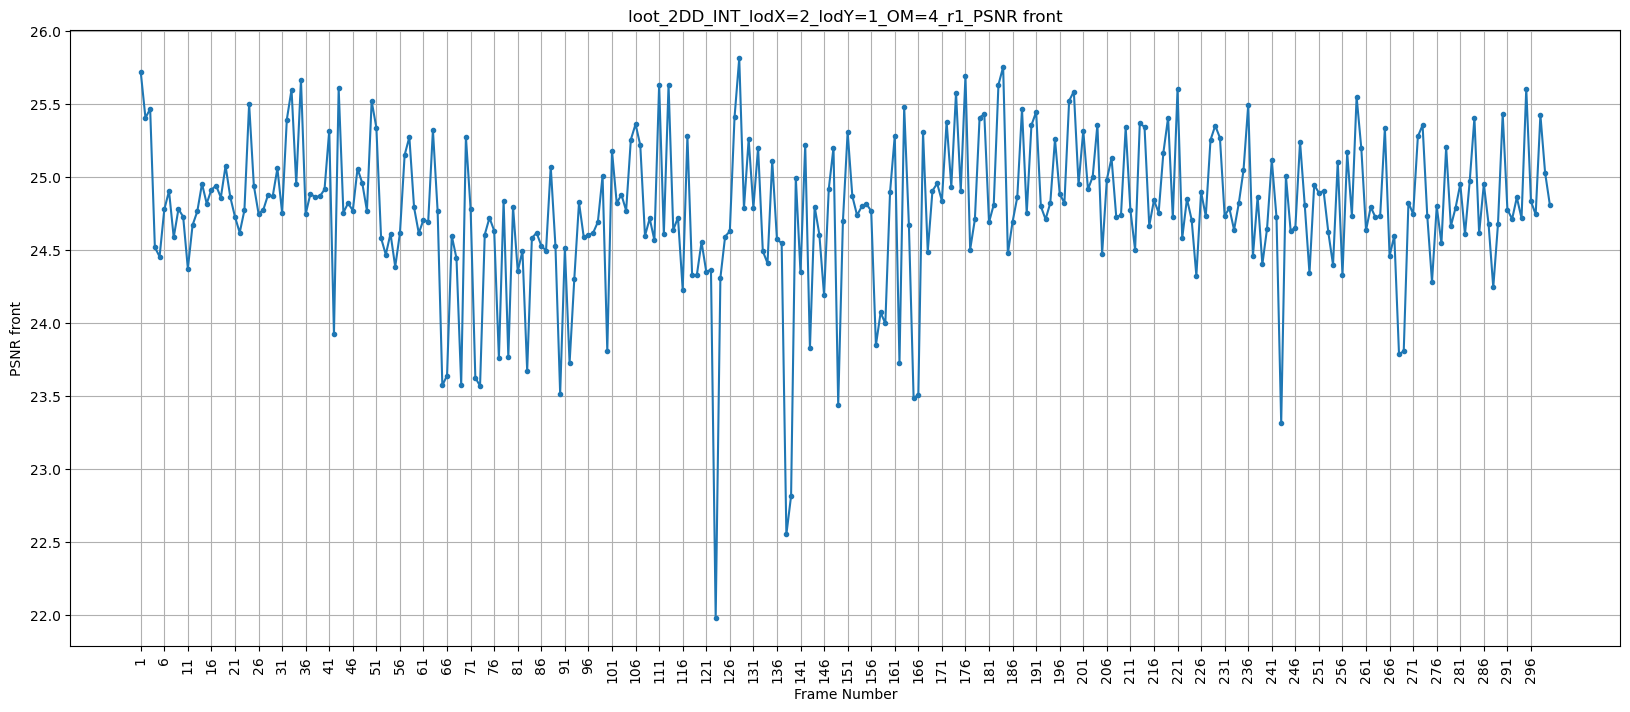 loot_2DD_INT_lodX=2_lodY=1_OM=4_r1_PSNR front
26.0
25.5
25.0
24.5
24.0
23.5
23.0
22.5
22.0
PSNR front
1 6 11 16 21 26 31 36 41 46 51 56 61 66 71 76 81 86 91 96 101 106 111 116 121 126 131 136 141 146 151 156 161 166 171 176 181 186 191 196 201 206 211 216 221 226 231 236 241 246 251 256 261 266 271 276 281 286 291 296
Frame Number